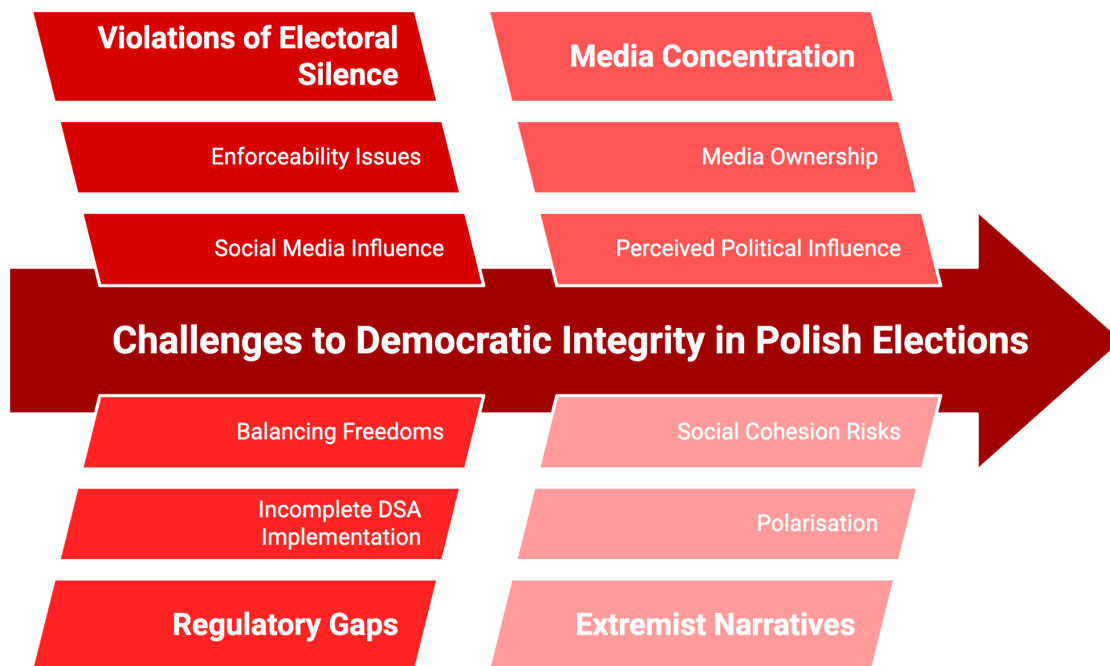 Violations of Electoral
Silence
Enforceability Issues
Social Media Influence
Media Concentration
Media Ownership
Perceived Political Influence
Challenges to Democratic Integrity in Polish Elections
Balancing Freedoms
Incomplete DSA
Implementation
Regulatory Gaps
Social Cohesion Risks
Polarisation
Extremist Narratives